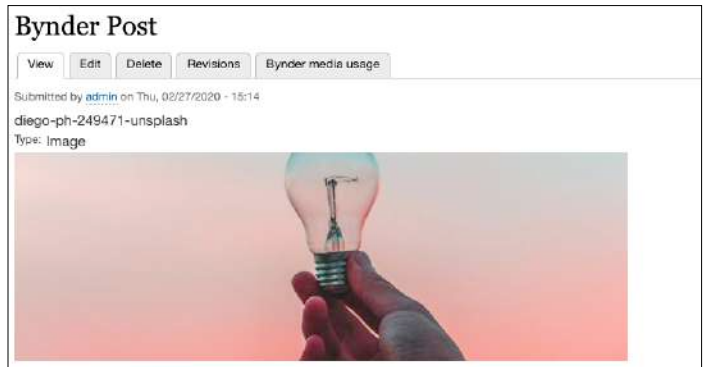 Bynder Post
View Edit Delete Revisions Bynder media usage
Submitted by admin on Thu, 02/27/2020 - 15:14
diego-ph-249471-unsplash
Type: Image